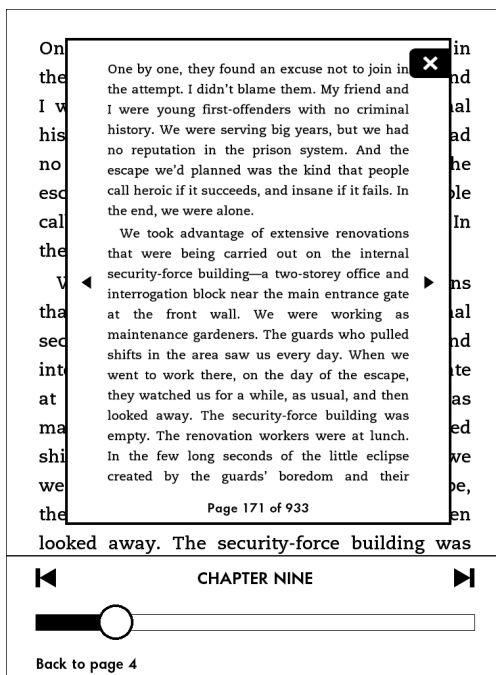 One by one, they found an excuse not to join in
the attempt. I didn’t blame them. My friend and
I were young first-offenders with no criminal
history. We were serving big years, but we had
no reputation in the prison system. And the
escape we’d planned was the kind that people
call heroic if it succeeds, and insane if it fails. In
the end, we were alone.
We took advantage of extensive renovations
that were being carried out on the internal
security-force building—a two-storey office and
interrogation block near the main entrance gate
at the front wall. We were working as
maintenance gardeners. The guards who pulled
shifts in the area saw us every day. When we
went to work there, on the day of the escape,
they watched us for a while, as usual, and then
looked away. The security-force building was
empty. The renovation workers were at lunch.
In the few long seconds of the little eclipse
created by the guards’ boredom and their
Page 171 of 933
looked away. The security-force building was
CHAPTER NINE
Back to page 4